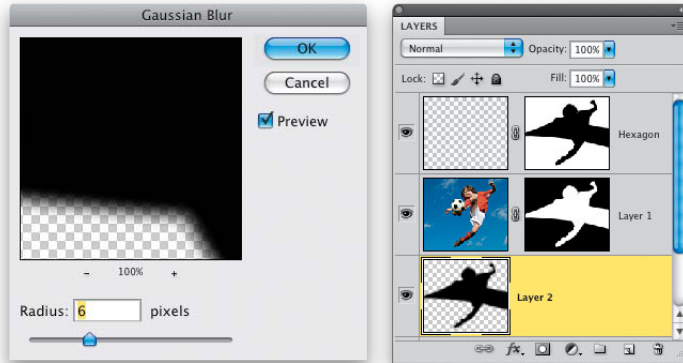 Gaussian Blur
OK
Cancel
Preview
- 100% +
Radius: 6 pixels
LAYERS
Normal Opacity: 100%
Lock: Fill: 100%
Hexagon
Layer 1
Layer 2
fx.